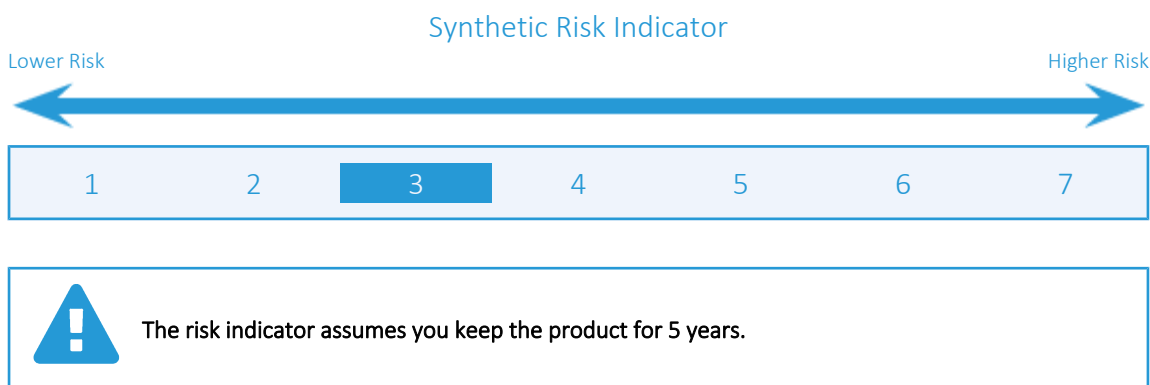 Synthetic Risk Indicator
Lower Risk Higher Risk
1 2 3 4 5 6 7
The risk indicator assumes you keep the product for 5 years.